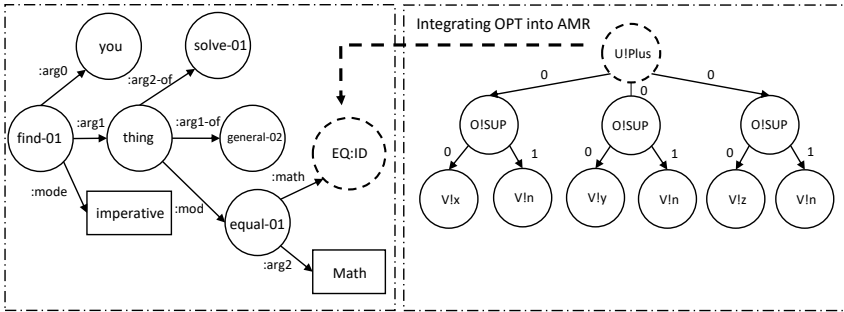 Integrating OPT into AMR
you
solve-01
:arg0
:arg2-of
find-01
:arg1
thing
:arg1-of
general-02
:mode
imperative
:mod
equal-01
:math
EQ:ID
:arg2
Math
U!Plus
0
0
0
O!SUP
O!SUP
O!SUP
0
1
0
1
0
1
V!x
V!n
V!y
V!n
V!z
V!n